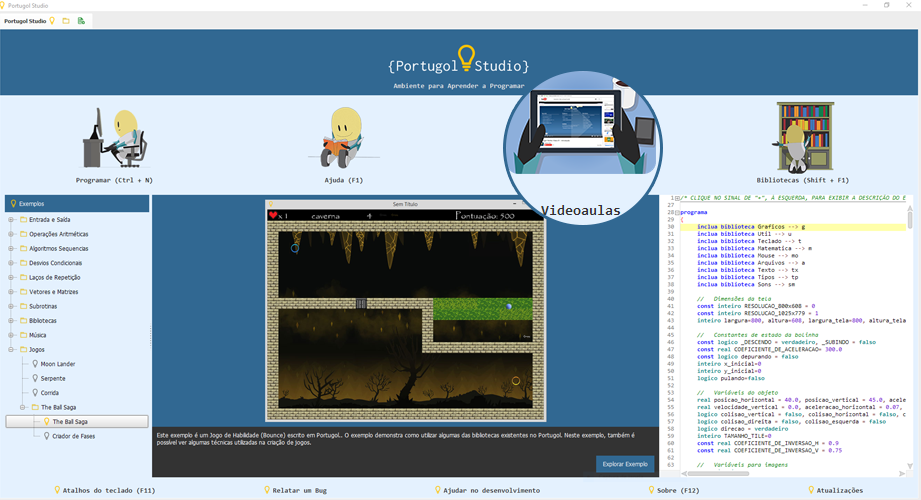 Portugol Studio
Portugol Studio
{Portugol Studio}
Ambiente para Aprender a Programar
Programar (Ctrl + N)
Ajuda (F1)
Videoaulas
Bibliotecas (Shift + F1)
Exemplos
Entrada e Saída
Operações Aritméticas
Algoritmos Sequencias
Desvios Condicionais
Laços de Repetição
Vetores e Matrizes
Subrotinas
Bibliotecas
Música
Jogos
Moon Lander
Serpente
Corrida
The Ball Saga
The Ball Saga
Criador de Fases
Sem Título
x 1 caverna Pontuação: 500
Este exemplo é um Jogo de Habilidade (Bounce) escrito em Portugol. O exemplo demonstra como utilizar algumas das bibliotecas existentes no Portugol. Neste exemplo, também é
possível ver algumas técnicas utilizadas na criação de jogos.
Explorar Exemplo
1 /* CLIQUE NO SINAL DE "+", À ESQUERDA, PARA EXIBIR A DESCRIÇÃO DO E
27
28 programa
29 {
30 inclua biblioteca Graficos --> g
31 inclua biblioteca Util --> u
32 inclua biblioteca Teclado --> t
33 inclua biblioteca Matematica --> m
34 inclua biblioteca Mouse --> mo
35 inclua biblioteca Arquivos --> a
36 inclua biblioteca Texto --> tx
37 inclua biblioteca Tipos --> tp
38 inclua biblioteca Sons --> sm
39
40 // Dimensões da tela
41 const inteiro RESOLUCAO_800x608 = 0
42 const inteiro RESOLUCAO_1025x779 = 1
43 inteiro largura=800, altura=608, largura_tela=800, altura_tela
44
45 // Constantes de estado da bolinha
46 const logico _DESCENDO = verdadeiro, _SUBINDO = falso
47 const real COEFICIENTE_DE_ACELERACAO= 300.0
48 const logico depurando = falso
49 inteiro x_inicial=0
50 inteiro y_inicial=0
51 logico pulando=falso
52
53 // Variáveis do objeto
54 real posicao_horizontal = 40.0, posicao_vertical = 45.0, acele
55 real velocidade_vertical = 0.0, aceleracao_horizontal = 0.07,
56 logico colisao_vertical = falso, colisao_horizontal = falso, c
57 logico colisao_direita = falso, colisao_esquerda = falso
58 logico direcao = verdadeiro
59 inteiro TAMANHO_TILE=0
60 const real COEFICIENTE_DE_INVERSAO_H = 0.9
61 const real COEFICIENTE_DE_INVERSAO_V = 0.75
62
63 // Variáveis para imagens
Atalhos do teclado (F11)
Relatar um Bug
Ajudar no desenvolvimento
Sobre (F12)
Atualizações